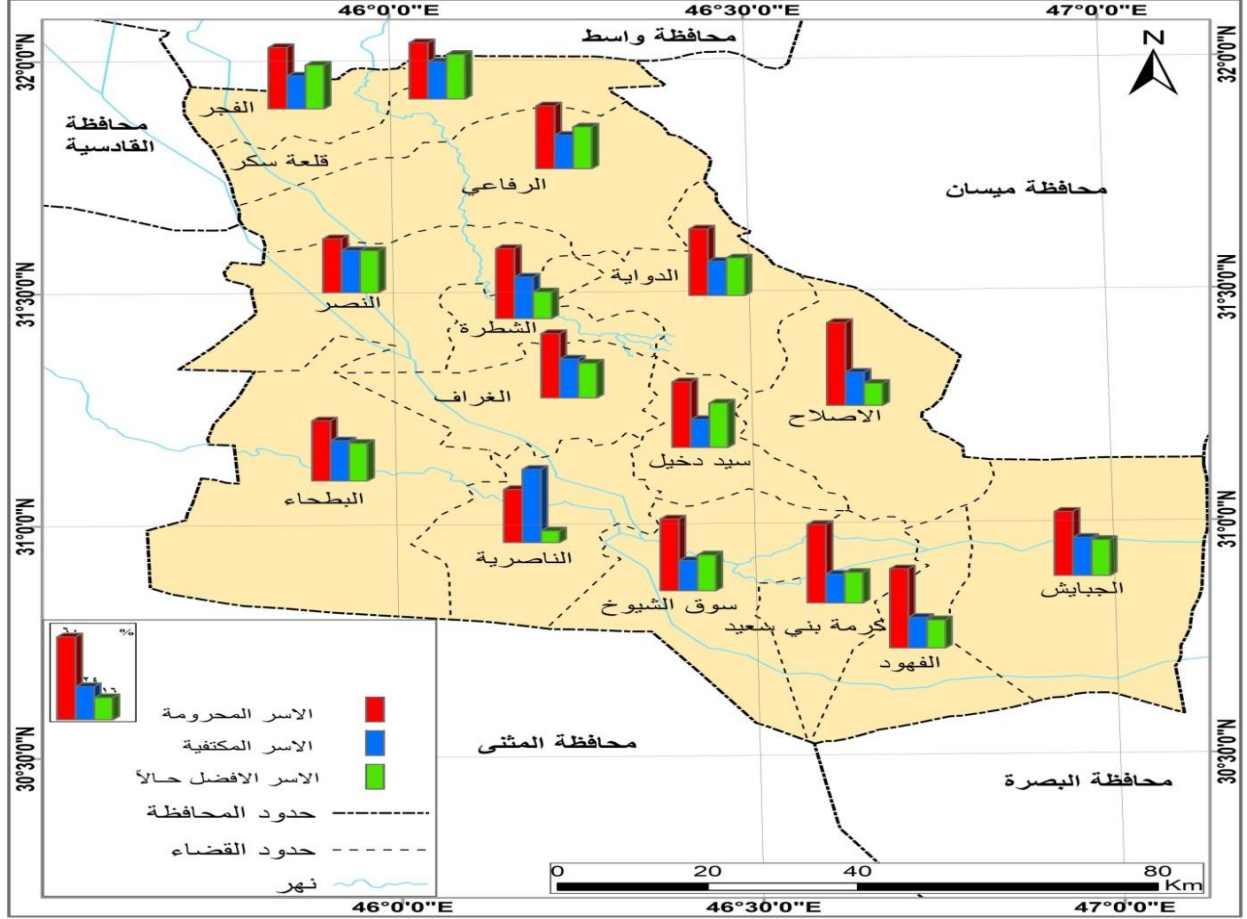 46°0'0"E
46°30'0"E
47°0'0"E
N
32°0'0"N
32°0'0"N
محافظة واسط
الفجر
محافظة
القادسية
قلعة سكر
الرفاعي
محافظة ميسان
الدواية
31°30'0"N
31°30'0"N
النصر
الشطرة
الغراف
الاصلاح
سيد دخيل
البطحاء
31°0'0"N
31°0'0"N
الناصرية
سوق الشيوخ
كرمة بني سعيد
الجبايش
الفهود
محافظة المثنى
محافظة البصرة
30°30'0"N
30°30'0"N
%
٦٠
٢٤
١٦
الاسر المحرومة
الاسر المكتفية
الاسر الافضل حالاً
حدود المحافظة
حدود القضاء
نهر
0 20 40 80
Km
46°0'0"E
46°30'0"E
47°0'0"E